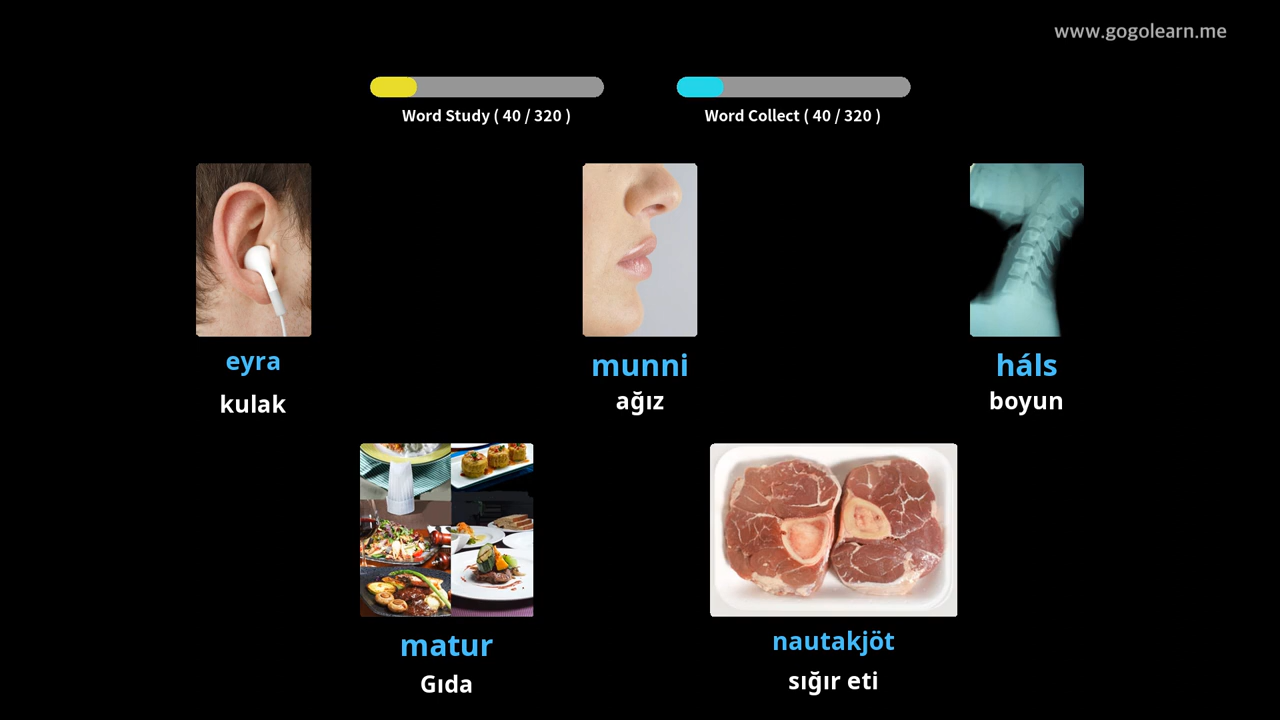 www.gogolearn.me
Word Study ( 40 / 320 )
Word Collect ( 40 / 320 )
eyra
kulak
munni
ağız
háls
boyun
matur
Gıda
nautakjöt
sığır eti